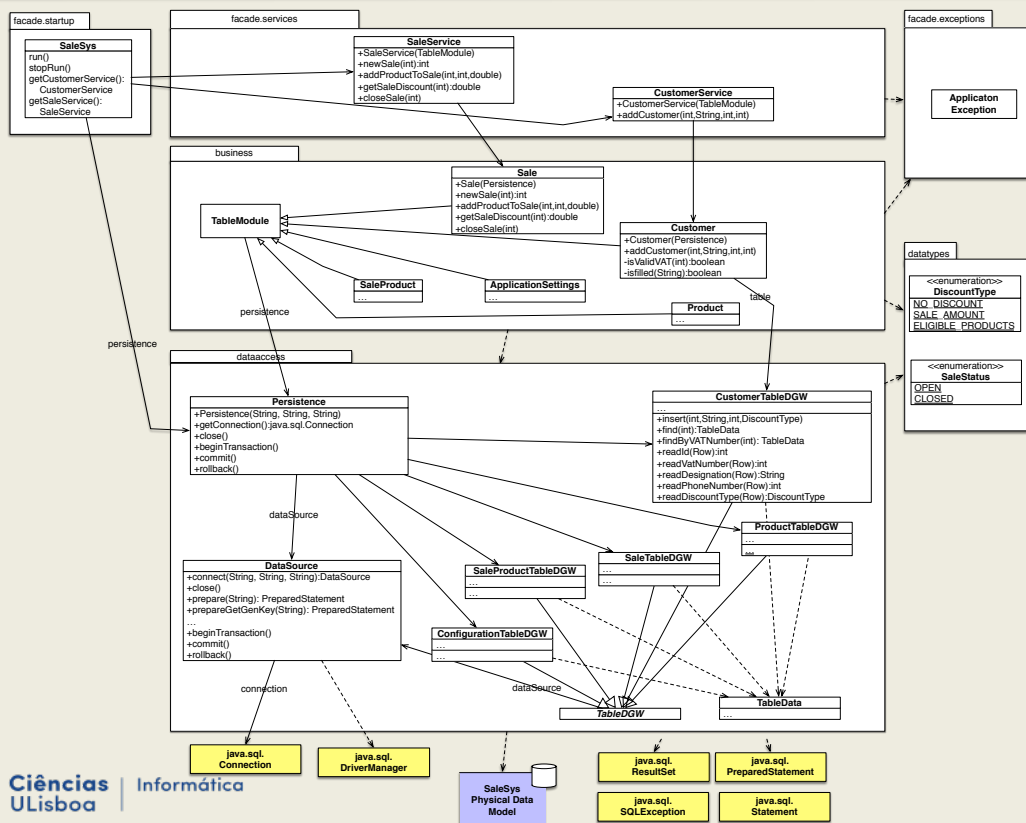 facade.startup
SaleSys
run()
stopRun()
getCustomerService():
CustomerService
getSaleService():
SaleService
facade.services
SaleService
+SaleService(TableModule)
+newSale(int):int
+addProductToSale(int,int,double)
+getSaleDiscount(int):double
+closeSale(int)
CustomerService
+CustomerService(TableModule)
+addCustomer(int,String,int,int)
facade.exceptions
Applicaton
Exception
business
TableModule
Sale
+Sale(Persistence)
+newSale(int):int
+addProductToSale(int,int,double)
+getSaleDiscount(int):double
+closeSale(int)
Customer
+Customer(Persistence)
+addCustomer(int,String,int,int)
-isValidVAT(int):boolean
-isfilled(String):boolean
SaleProduct
...
ApplicationSettings
...
Product
...
persistence
table
persistence
datatypes
<<enumeration>>
DiscountType
NO_DISCOUNT
SALE_AMOUNT
ELIGIBLE_PRODUCTS
<<enumeration>>
SaleStatus
OPEN
CLOSED
dataaccess
Persistence
+Persistence(String, String, String)
+getConnection():java.sql.Connection
+close()
+beginTransaction()
+commit()
+rollback()
CustomerTableDGW
...
+insert(int,String,int,DiscountType)
+find(int):TableData
+findByVATNumber(int): TableData
+readId(Row):int
+readVatNumber(Row):int
+readDesignation(Row):String
+readPhoneNumber(Row):int
+readDiscountType(Row):DiscountType
dataSource
ProductTableDGW
...
...
DataSource
+connect(String, String, String):DataSource
+close()
+prepare(String): PreparedStatement
+prepareGetGenKey(String): PreparedStatement
...
+beginTransaction()
+commit()
+rollback()
SaleProductTableDGW
...
...
SaleTableDGW
...
...
ConfigurationTableDGW
...
...
connection
dataSource
TableDGW
TableData
...
java.sql.
Connection
java.sql.
DriverManager
SaleSys
Physical Data
Model
java.sql.
ResultSet
java.sql.
PreparedStatement
java.sql.
SQLException
java.sql.
Statement
Ciências
ULisboa
Informática